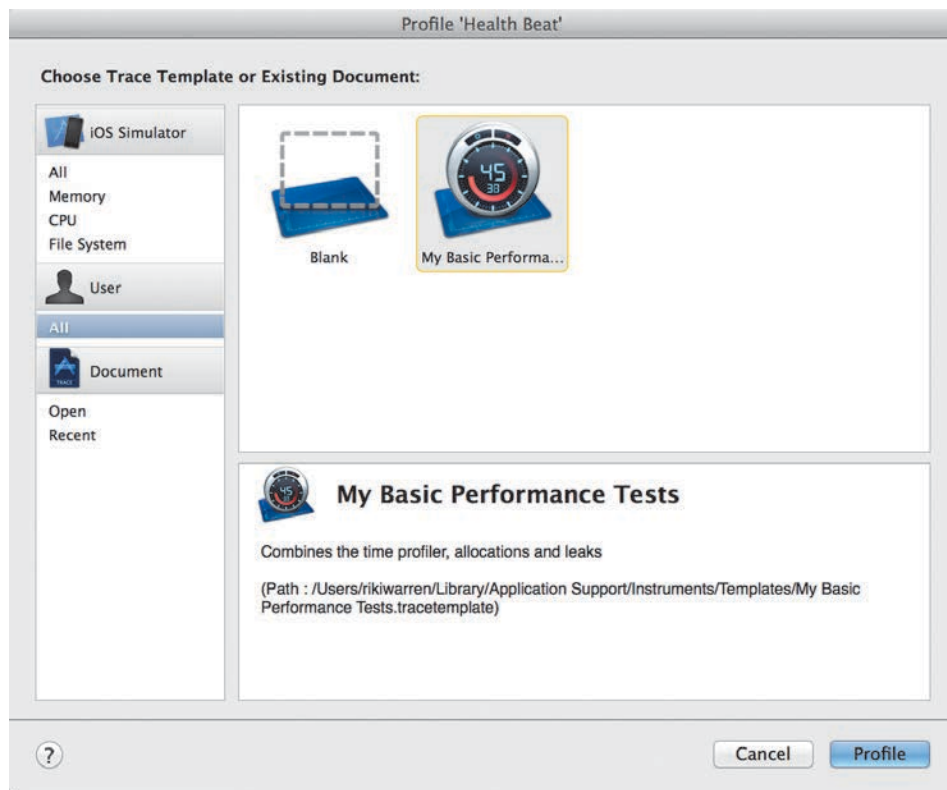 Profile 'Health Beat'
Choose Trace Template or Existing Document:
iOS Simulator
All
Memory
CPU
File System
User
All
Document
Open
Recent
Blank
My Basic Performa...
45
38
My Basic Performance Tests
Combines the time profiler, allocations and leaks
(Path : /Users/rikiwarren/Library/Application Support/Instruments/Templates/My Basic
Performance Tests.tracetemplate)
?
Cancel
Profile